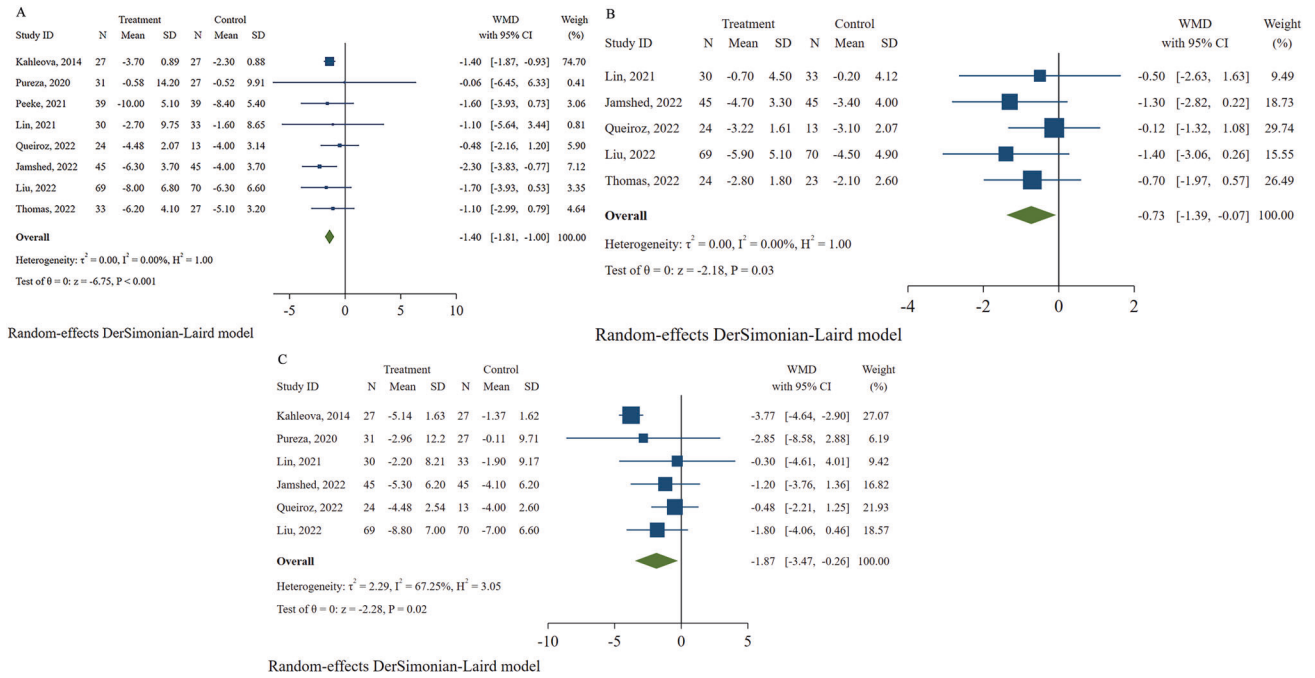 A
Treatment Control WMD Weigh
Study ID N Mean SD N Mean SD with 95% CI (%)
Kahleova, 2014 27 -3.70 0.89 27 -2.30 0.88 -1.40 [-1.87, -0.93) 74.70
Pureza, 2020 31 -0.58 14.20 27 -0.52 9.91 -0.06 [-6.45, 6.33] 0.41
Peeke, 2021 39 -10.00 5.10 39 -8.40 5.40 -1.60 [-3.93, 0.73] 3.06
Lin, 2021 30 -2.70 9.75 33 -1.60 8.65 -1.10 [-5.64, 3.44] 0.81
Queiroz, 2022 24 -4.48 2.07 13 -4.00 3.14 -0.48 [-2.16, 1.20] 5.90
Jamshed, 2022 45 -6.30 3.70 45 -4.00 3.70 -2.30 [-3.83, -0.77] 7.12
Liu, 2022 69 -8.00 6.80 70 -6.30 6.60 -1.70 [-3.93, 0.53] 3.35
Thomas, 2022 33 -6.20 4.10 27 -5.10 3.20 -1.10 [-2.99, 0.79] 4.64
Overall -1.40 [-1.81, -1.00] 100.00
Heterogeneity: τ² = 0.00, I² = 0.00%, H² = 1.00
Test of θ = 0: z = -6.75, P < 0.001
-5 0 5 10
Random-effects DerSimonian-Laird model
B
Treatment Control WMD Weight
Study ID N Mean SD N Mean SD with 95% CI (%)
Lin, 2021 30 -0.70 4.50 33 -0.20 4.12 -0.50 [-2.63, 1.63] 9.49
Jamshed, 2022 45 -4.70 3.30 45 -3.40 4.00 -1.30 [-2.82, 0.22] 18.73
Queiroz, 2022 24 -3.22 1.61 13 -3.10 2.07 -0.12 [-1.32, 1.08] 29.74
Liu, 2022 69 -5.90 5.10 70 -4.50 4.90 -1.40 [-3.06, 0.26] 15.55
Thomas, 2022 24 -2.80 1.80 23 -2.10 2.60 -0.70 [-1.97, 0.57] 26.49
Overall -0.73 [-1.39, -0.07] 100.00
Heterogeneity: τ² = 0.00, I² = 0.00%, H² = 1.00
Test of θ = 0: z = -2.18, P = 0.03
-4 -2 0 2
Random-effects DerSimonian-Laird model
C
Treatment Control WMD Weight
Study ID N Mean SD N Mean SD with 95% CI (%)
Kahleova, 2014 27 -5.14 1.63 27 -1.37 1.62 -3.77 [-4.64, -2.90] 27.07
Pureza, 2020 31 -2.96 12.2 27 -0.11 9.71 -2.85 [-8.58, 2.88] 6.19
Lin, 2021 30 -2.20 8.21 33 -1.90 9.17 -0.30 [-4.61, 4.01] 9.42
Jamshed, 2022 45 -5.30 6.20 45 -4.10 6.20 -1.20 [-3.76, 1.36] 16.82
Queiroz, 2022 24 -4.48 2.54 13 -4.00 2.60 -0.48 [-2.21, 1.25] 21.93
Liu, 2022 69 -8.80 7.00 70 -7.00 6.60 -1.80 [-4.06, 0.46] 18.57
Overall -1.87 [-3.47, -0.26] 100.00
Heterogeneity: τ² = 2.29, I² = 67.25%, H² = 3.05
Test of θ = 0: z = -2.28, P = 0.02
-10 -5 0 5
Random-effects DerSimonian-Laird model